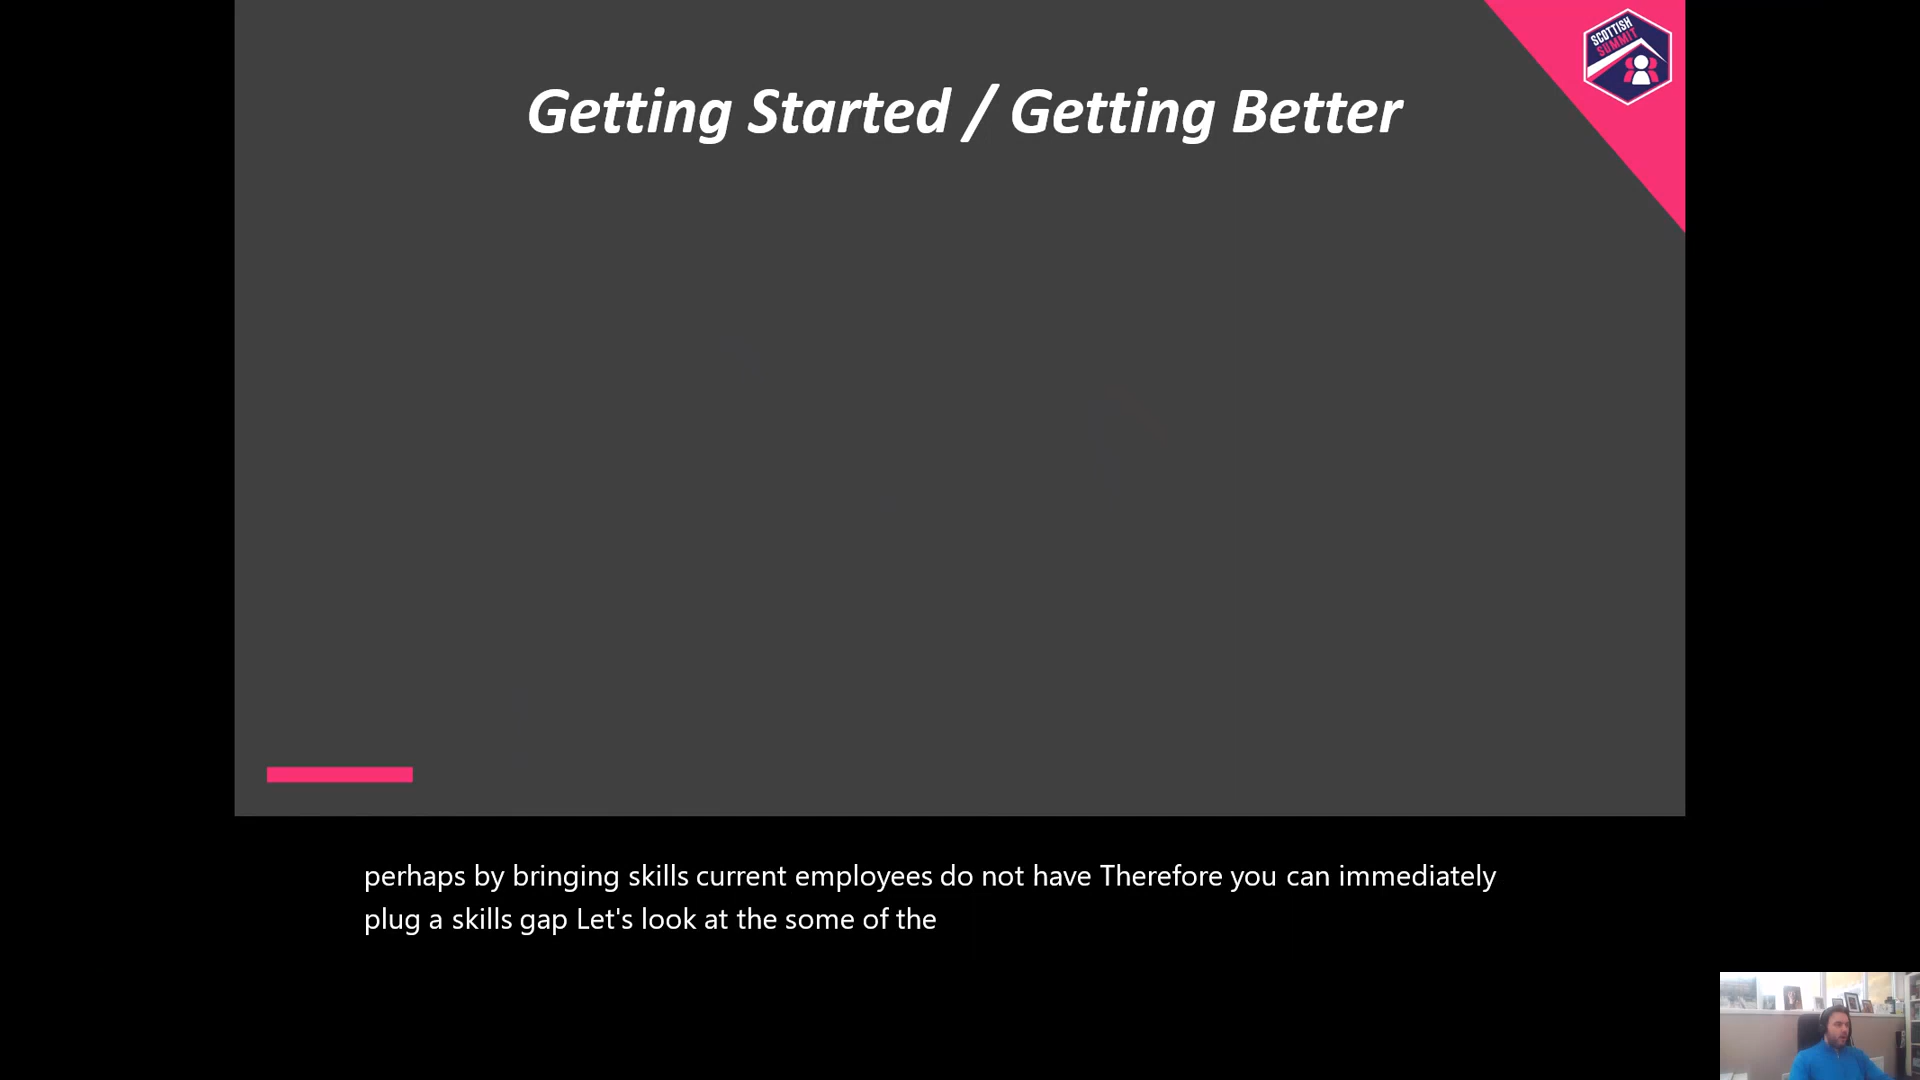 SCOTTISH
SUMMIT
Getting Started / Getting Better
perhaps by bringing skills current employees do not have Therefore you can immediately
plug a skills gap Let's look at the some of the